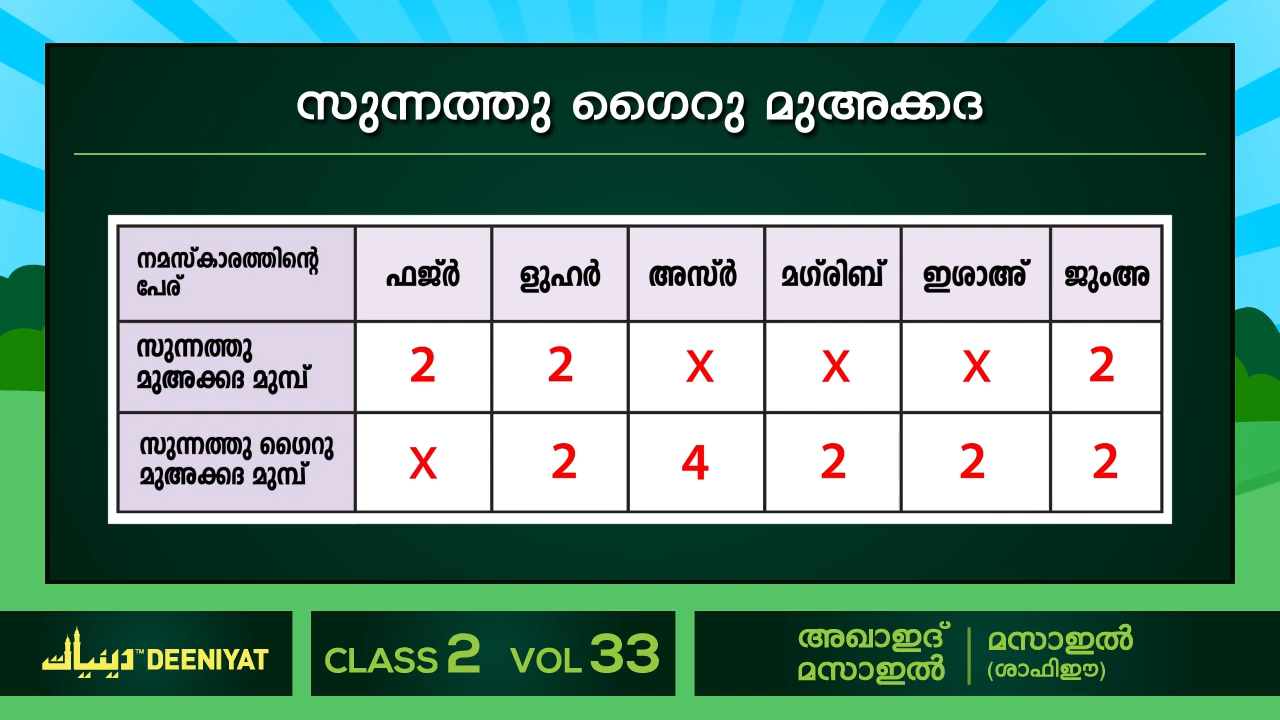 സുന്നത്തു ഗൈറു മുഅക്കദ
നമസ്കാരത്തിന്റെ
പേര്
ഫജ്ർ
ളുഹർ
അസ്ർ
മഗ്‌രിബ്
ഇശാഅ്
ജുംഅ
സുന്നത്തു
മുഅക്കദ മുമ്പ്
2
2
X
X
X
2
സുന്നത്തു ഗൈറു
മുഅക്കദ മുമ്പ്
X
2
4
2
2
2
دينيات™ DEENIYAT
CLASS 2 VOL 33
അഖാഇദ്
മസാഇൽ
മസാഇൽ
(ശാഫിഈ)